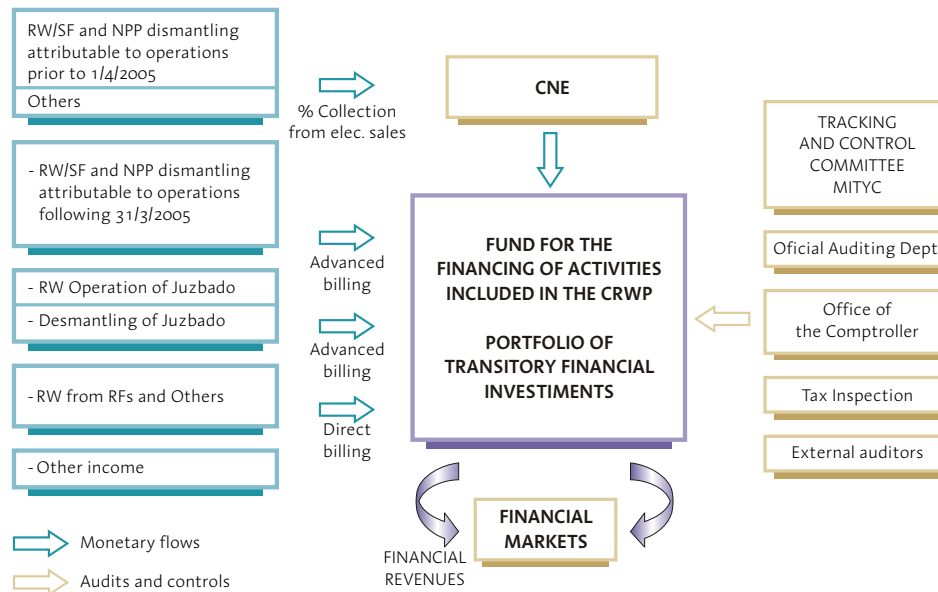 RW/SF and NPP dismantling
attributable to operations
prior to 1/4/2005
Others
% Collection
from elec. sales
CNE
- RW/SF and NPP dismantling
attributable to operations
following 31/3/2005
Advanced
billing
- RW Operation of Juzbado
- Desmantling of Juzbado
Advanced
billing
- RW from RFs and Others
Direct
billing
- Other income
FUND FOR THE
FINANCING OF ACTIVITIES
INCLUDED IN THE CRWP
PORTFOLIO OF
TRANSITORY FINANCIAL
INVESTIMENTS
TRACKING
AND CONTROL
COMMITTEE
MITYC
Oficial Auditing Dept
Office of
the Comptroller
Tax Inspection
External auditors
FINANCIAL
MARKETS
FINANCIAL
REVENUES
Monetary flows
Audits and controls